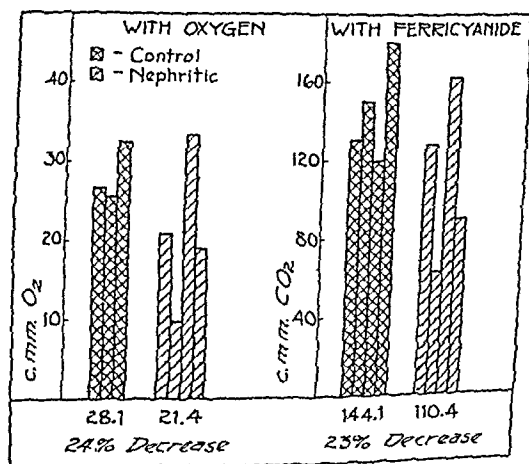 WITH OXYGEN
- Control
- Nephritic
40
30
20
10
c.mm. O₂
28.1 21.4
24% Decrease
WITH FERRICYANIDE
160
120
80
40
c.mm. CO₂
144.1 110.4
23% Decrease